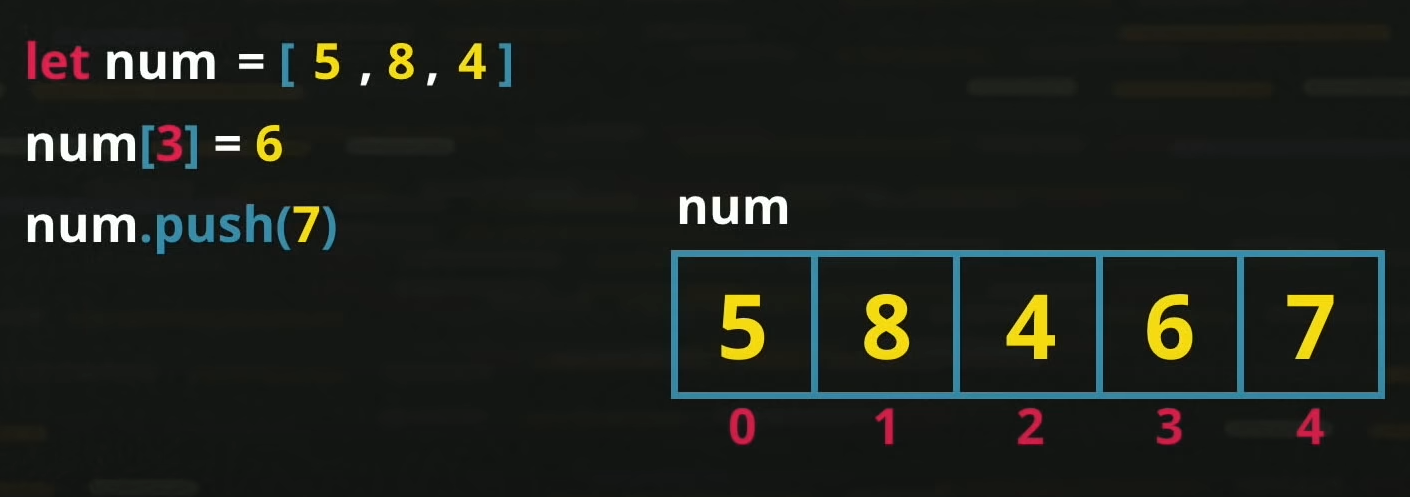 let num = [ 5 , 8 , 4 ]
num[3] = 6
num.push(7)
num
5 8 4 6 7
0 1 2 3 4